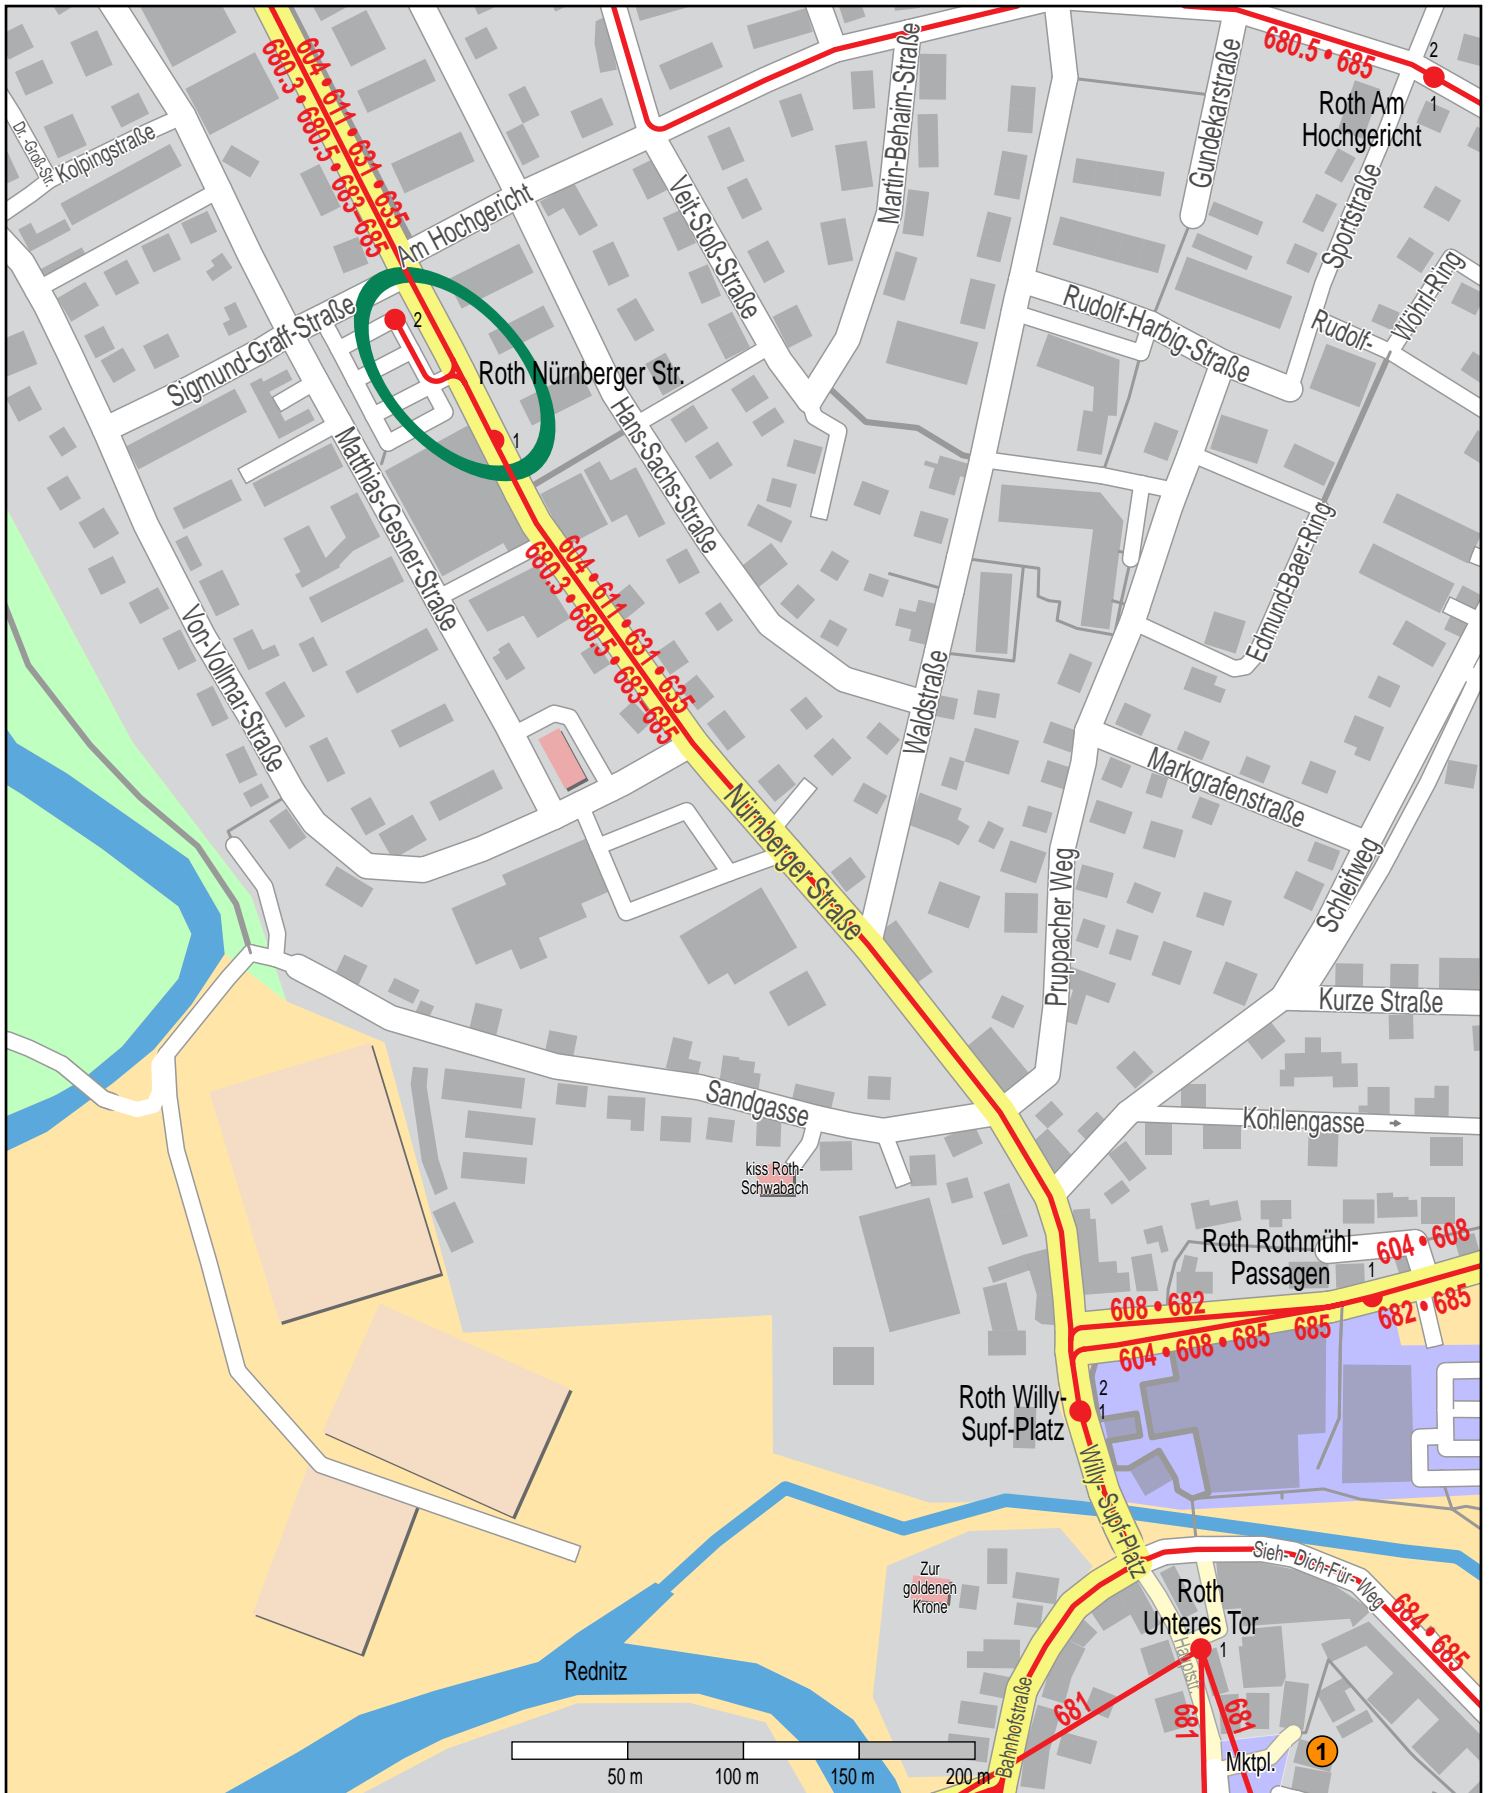 680.5 • 685
2
1
Roth Am
Hochgericht
604 • 611 • 631 • 635
680.3 • 680.5 • 683–685
Dr.-Groß-Str.
Kolpingstraße
Am Hochgericht
Sigmund-Graff-Straße
Veit-Stoß-Straße
Martin-Behaim-Straße
Gundekarstraße
Sportstraße
Rudolf-
Wöhrl-Ring
Rudolf-Harbig-Straße
2
Roth Nürnberger Str.
1
Hans-Sachs-Straße
Matthias-Gesner-Straße
Von-Vollmar-Straße
604 • 611 • 631 • 635
680.3 • 680.5 • 683–685
Edmund-Baer-Ring
Waldstraße
Markgrafenstraße
Nürnberger Straße
Pruppacher Weg
Schleifweg
Kurze Straße
Sandgasse
Kohlengasse
kiss Roth-
Schwabach
Roth Rothmühl-
Passagen
1
604 • 608
682 • 685
608 • 682
604 • 608 • 685
685
Roth Willy-
Supf-Platz
2
1
Willy-Supf-Platz
Sieh-Dich-Für-Weg
684 • 685
Zur
goldenen
Krone
Roth
Unteres Tor
1
Hauptstr.
Rednitz
Bahnhofstraße
681
681
681
Mktpl.
1
50 m
100 m
150 m
200 m